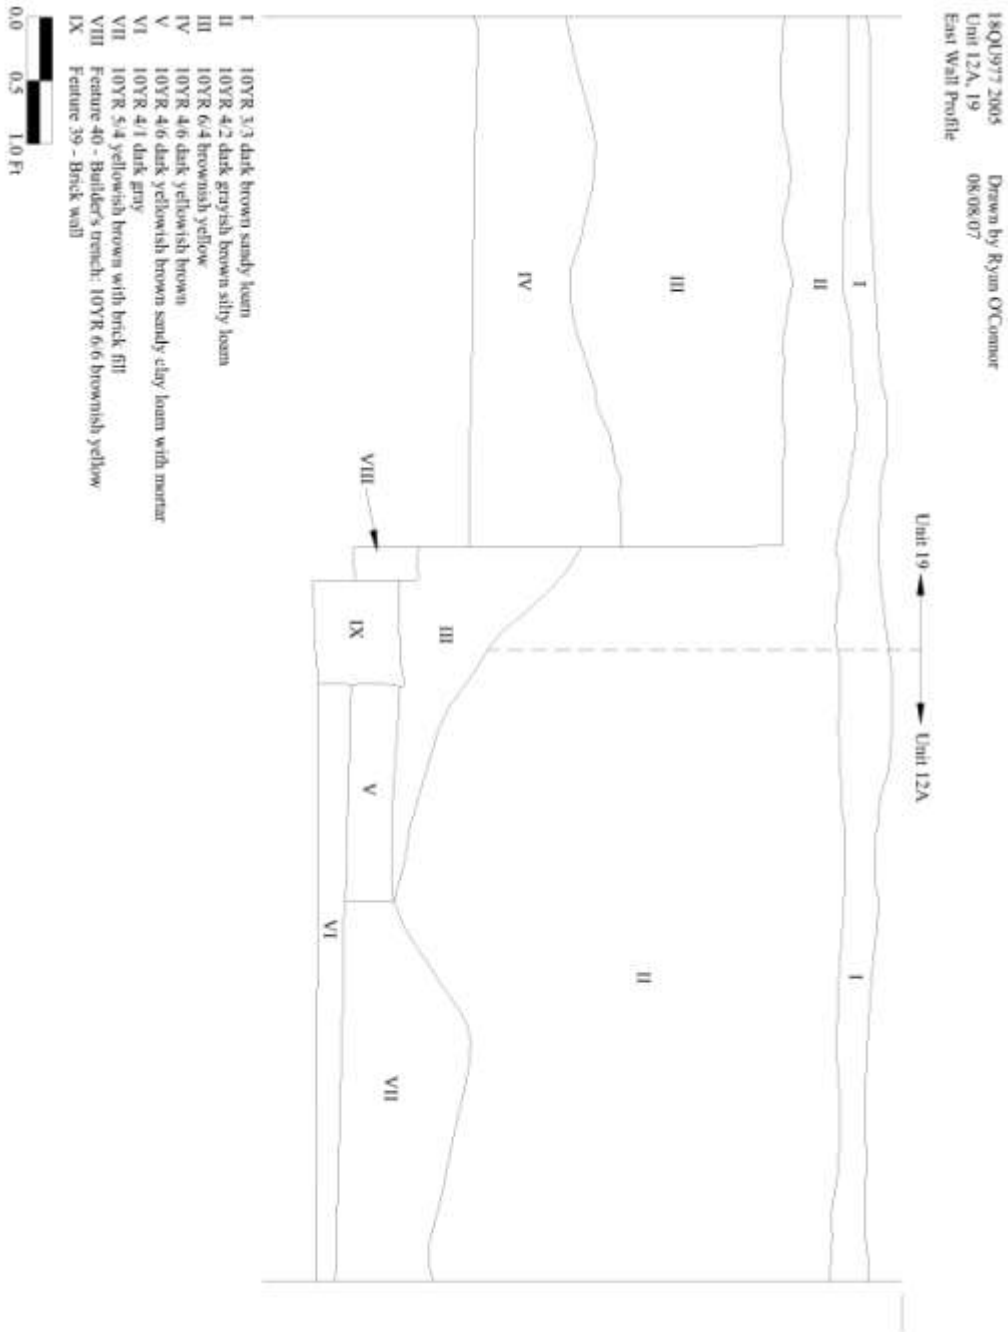 18QU977 2005
Unit 12A, 19
East Wall Profile
Drawn by Ryan O'Connor
08/08/07
Unit 19
Unit 12A
I
I
II
III
IV
II
VIII
III
IX
V
VI
VII
I 10YR 3/3 dark brown sandy loam
II 10YR 4/2 dark grayish brown silty loam
III 10YR 6/4 brownish yellow
IV 10YR 4/6 dark yellowish brown
V 10YR 4/6 dark yellowish brown sandy clay loam with mortar
VI 10YR 4/1 dark gray
VII 10YR 5/4 yellowish brown with brick fill
VIII Feature 40 - Builder's trench: 10YR 6/6 brownish yellow
IX Feature 39 - Brick wall
0.0 0.5 1.0 Ft